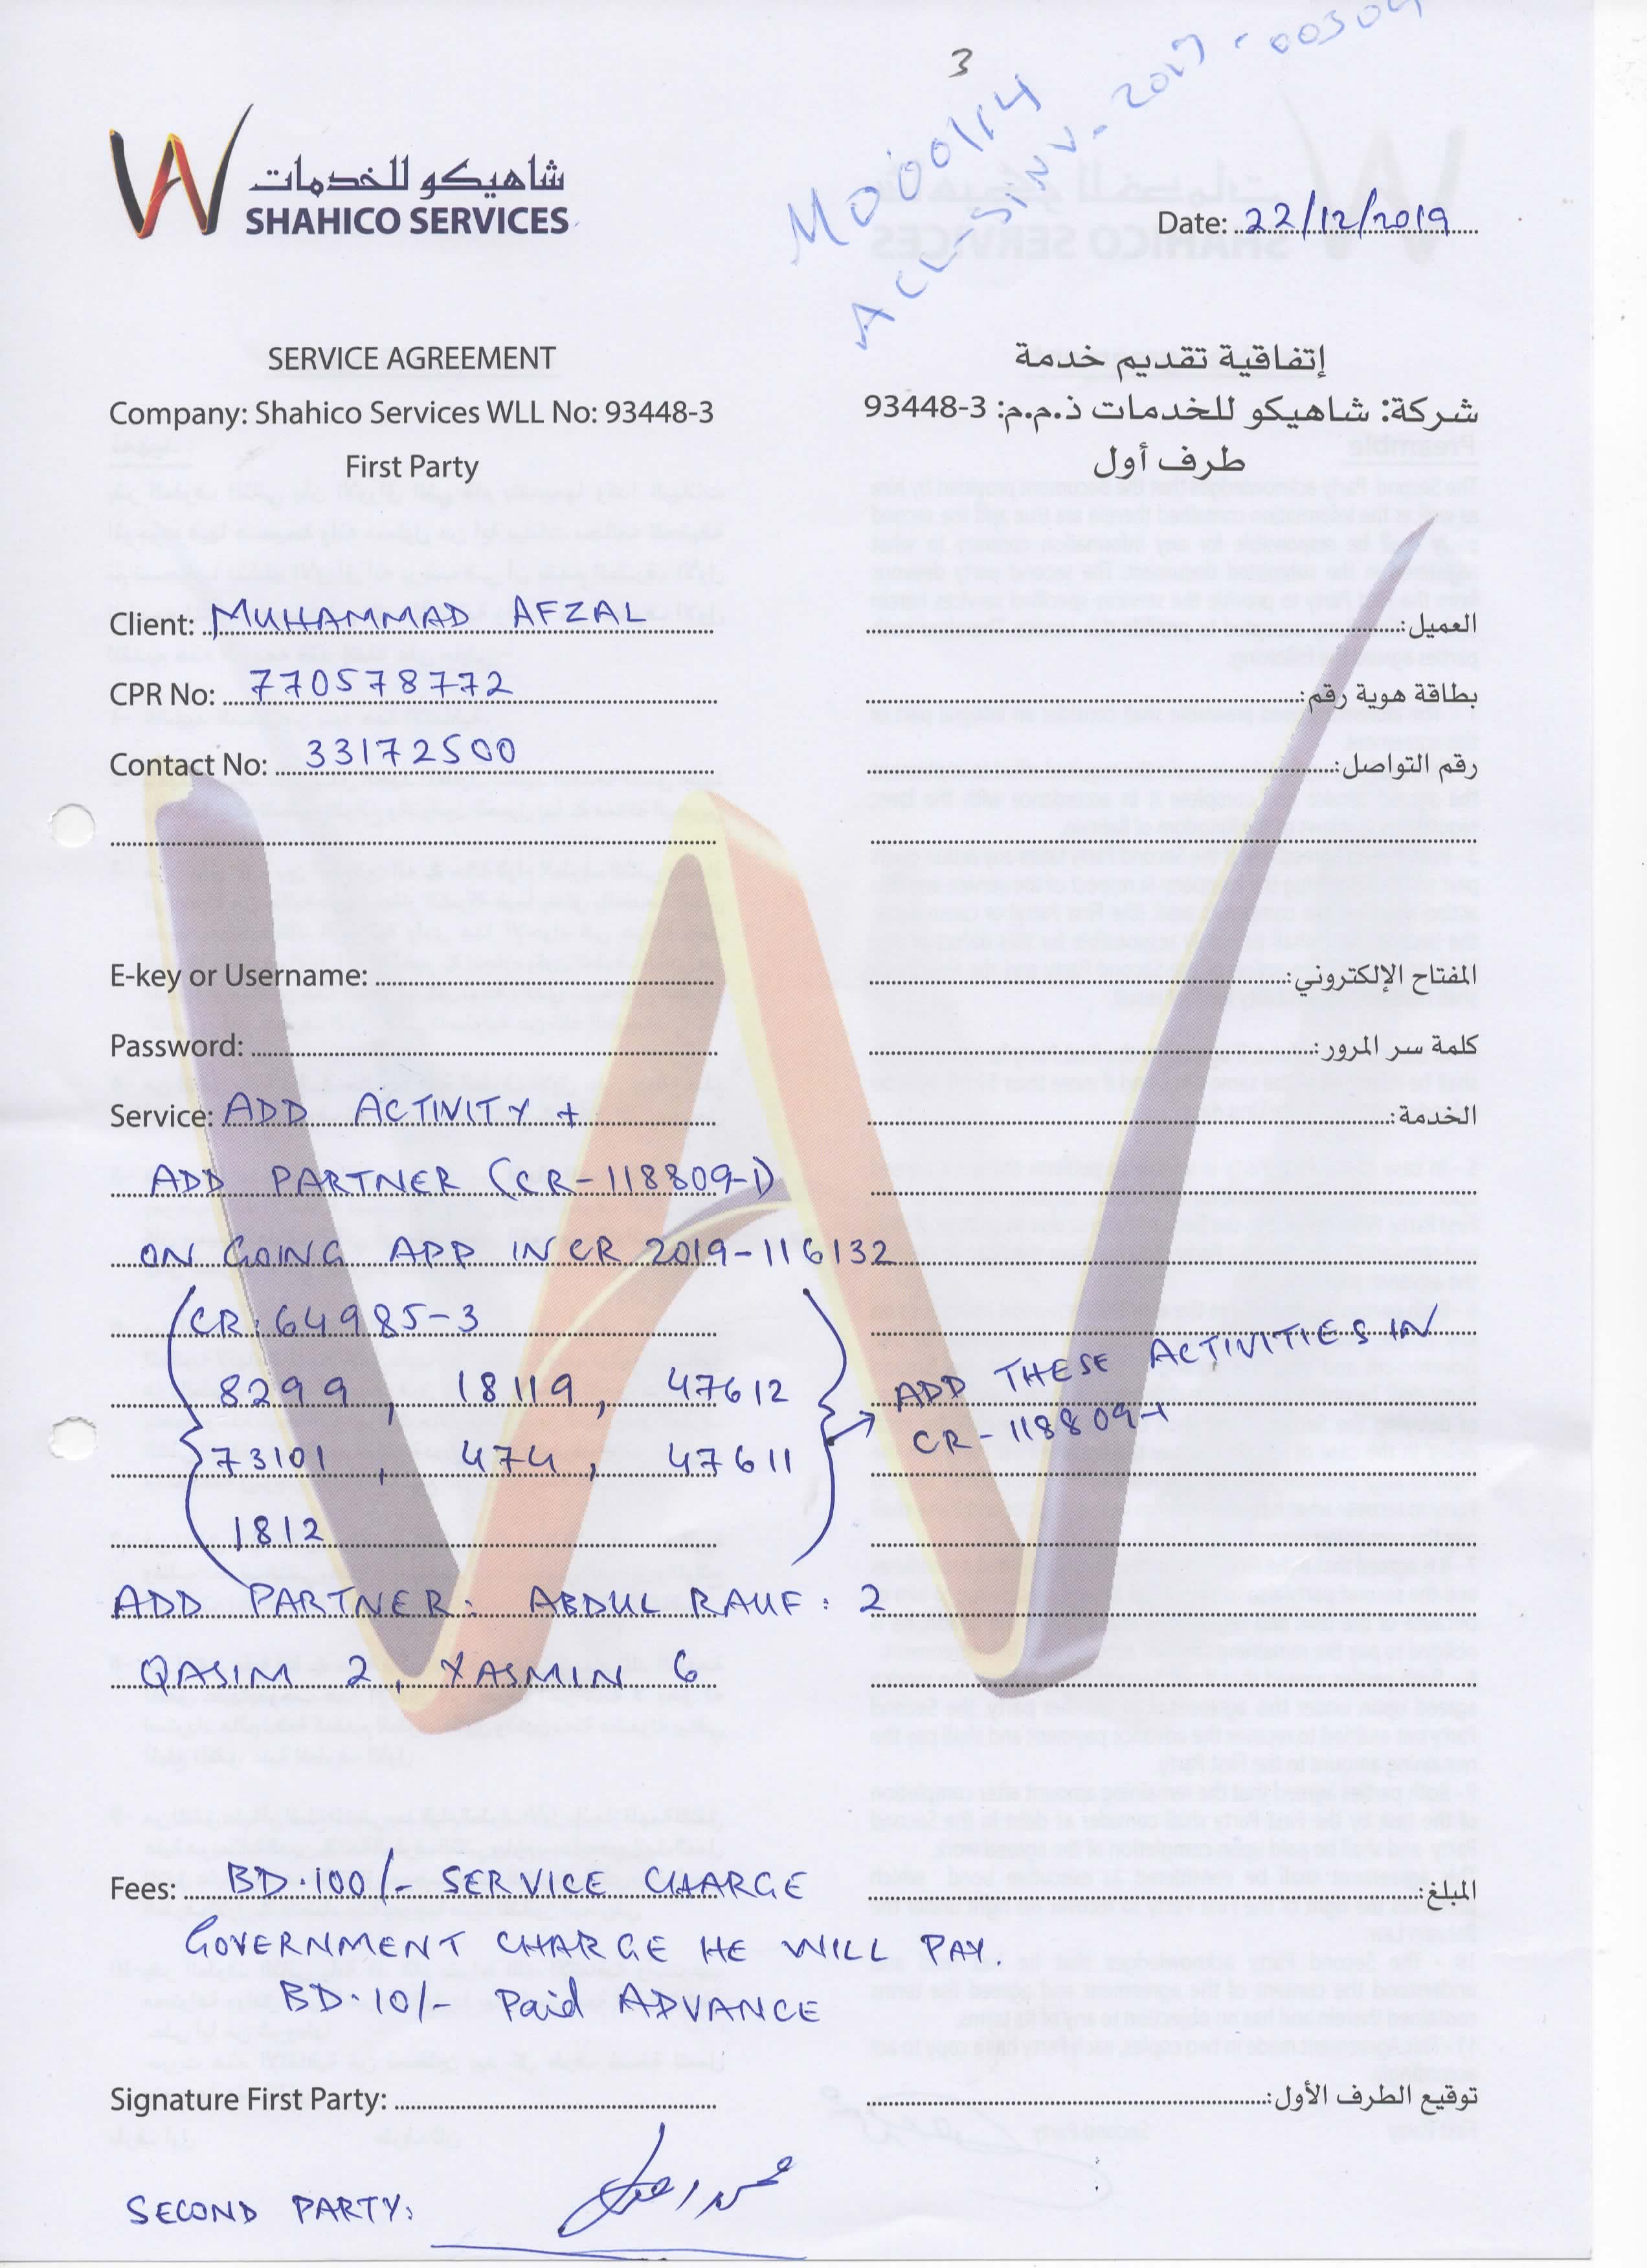 3
M000114
ACC-SINV-2019-00304
شاهيكو للخدمات
SHAHICO SERVICES
Date: 22/12/2019
SERVICE AGREEMENT
إتفاقية تقديم خدمة
Company: Shahico Services WLL No: 93448-3
شركة: شاهيكو للخدمات ذ.م.م: 3-93448
First Party
طرف أول
Client: MUHAMMAD AFZAL
العميل:
CPR No: 770578772
بطاقة هوية رقم:
Contact No: 33172500
رقم التواصل:
E-key or Username:
المفتاح الإلكتروني:
Password:
كلمة سر المرور:
Service: ADD ACTIVITY +
الخدمة:
ADD PARTNER (CR-118809-1)
ON GOING APP IN CR 2019-116132
CR: 64985-3
8299, 18119, 47612
73101, 474, 47611
1812
ADD THESE ACTIVITIES IN
CR-118809-1
ADD PARTNER: ABDUL RAUF: 2
QASIM 2, YASMIN 6
Fees: BD.100/- SERVICE CHARGE
المبلغ:
GOVERNMENT CHARGE HE WILL PAY.
BD.10/- Paid ADVANCE
Signature First Party:
توقيع الطرف الأول:
SECOND PARTY: